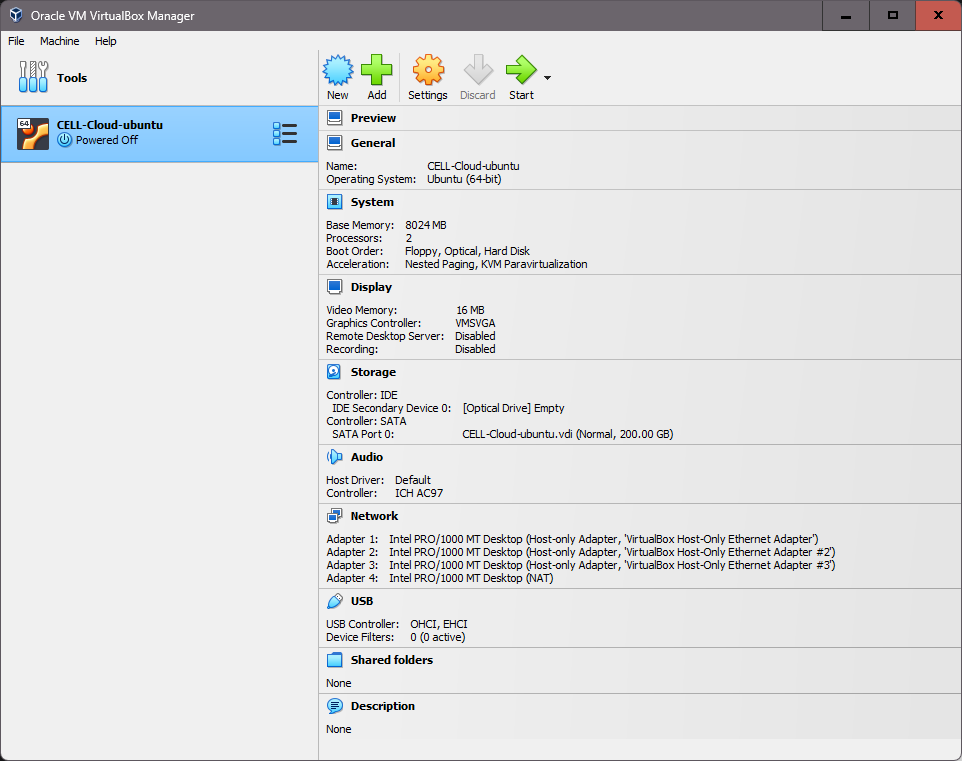 Oracle VM VirtualBox Manager
File Machine Help
Tools
New Add Settings Discard Start
64
CELL-Cloud-ubuntu
Powered Off
Preview
General
Name: CELL-Cloud-ubuntu
Operating System: Ubuntu (64-bit)
System
Base Memory: 8024 MB
Processors: 2
Boot Order: Floppy, Optical, Hard Disk
Acceleration: Nested Paging, KVM Paravirtualization
Display
Video Memory: 16 MB
Graphics Controller: VMSVGA
Remote Desktop Server: Disabled
Recording: Disabled
Storage
Controller: IDE
IDE Secondary Device 0: [Optical Drive] Empty
Controller: SATA
SATA Port 0: CELL-Cloud-ubuntu.vdi (Normal, 200.00 GB)
Audio
Host Driver: Default
Controller: ICH AC97
Network
Adapter 1: Intel PRO/1000 MT Desktop (Host-only Adapter, 'VirtualBox Host-Only Ethernet Adapter')
Adapter 2: Intel PRO/1000 MT Desktop (Host-only Adapter, 'VirtualBox Host-Only Ethernet Adapter #2')
Adapter 3: Intel PRO/1000 MT Desktop (Host-only Adapter, 'VirtualBox Host-Only Ethernet Adapter #3')
Adapter 4: Intel PRO/1000 MT Desktop (NAT)
USB
USB Controller: OHCI, EHCI
Device Filters: 0 (0 active)
Shared folders
None
Description
None